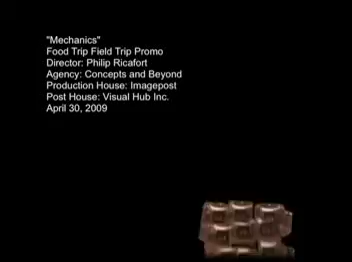 "Mechanics"
Food Trip Field Trip Promo
Director: Philip Ricafort
Agency: Concepts and Beyond
Production House: Imagepost
Post House: Visual Hub Inc.
April 30, 2009